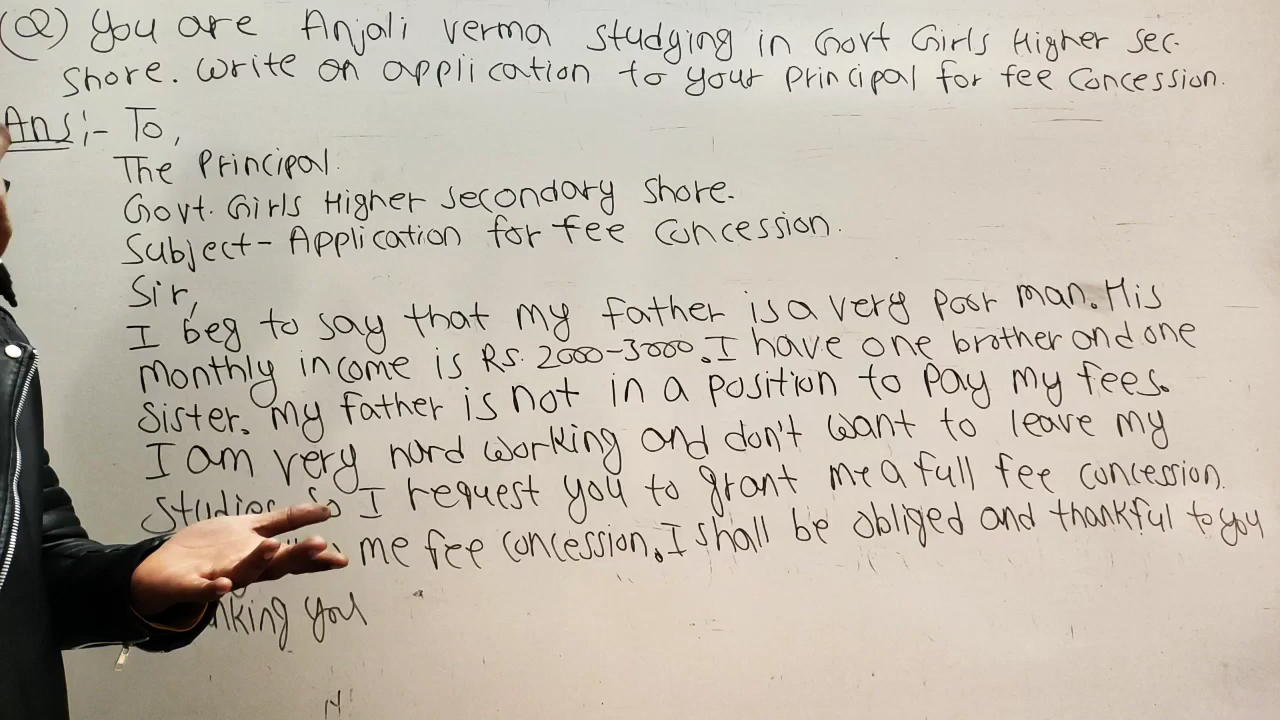 (Q) You are Anjali verma studying in Govt Girls Higher Sec.
Shore. Write an application to your principal for fee Concession.
Ans:- To,
The Principal.
Govt. Girls Higher Secondary Shore.
Subject- Application for fee Concession.
Sir,
I beg to say that my father is a very poor man. His
monthly income is Rs. 2000-3000. I have one brother and one
Sister. my father is not in a position to pay my fees.
I am very hard working and don't want to leave my
Studies So I request you to grant me a full fee concession.
me fee concession. I shall be obliged and thankful to you
you